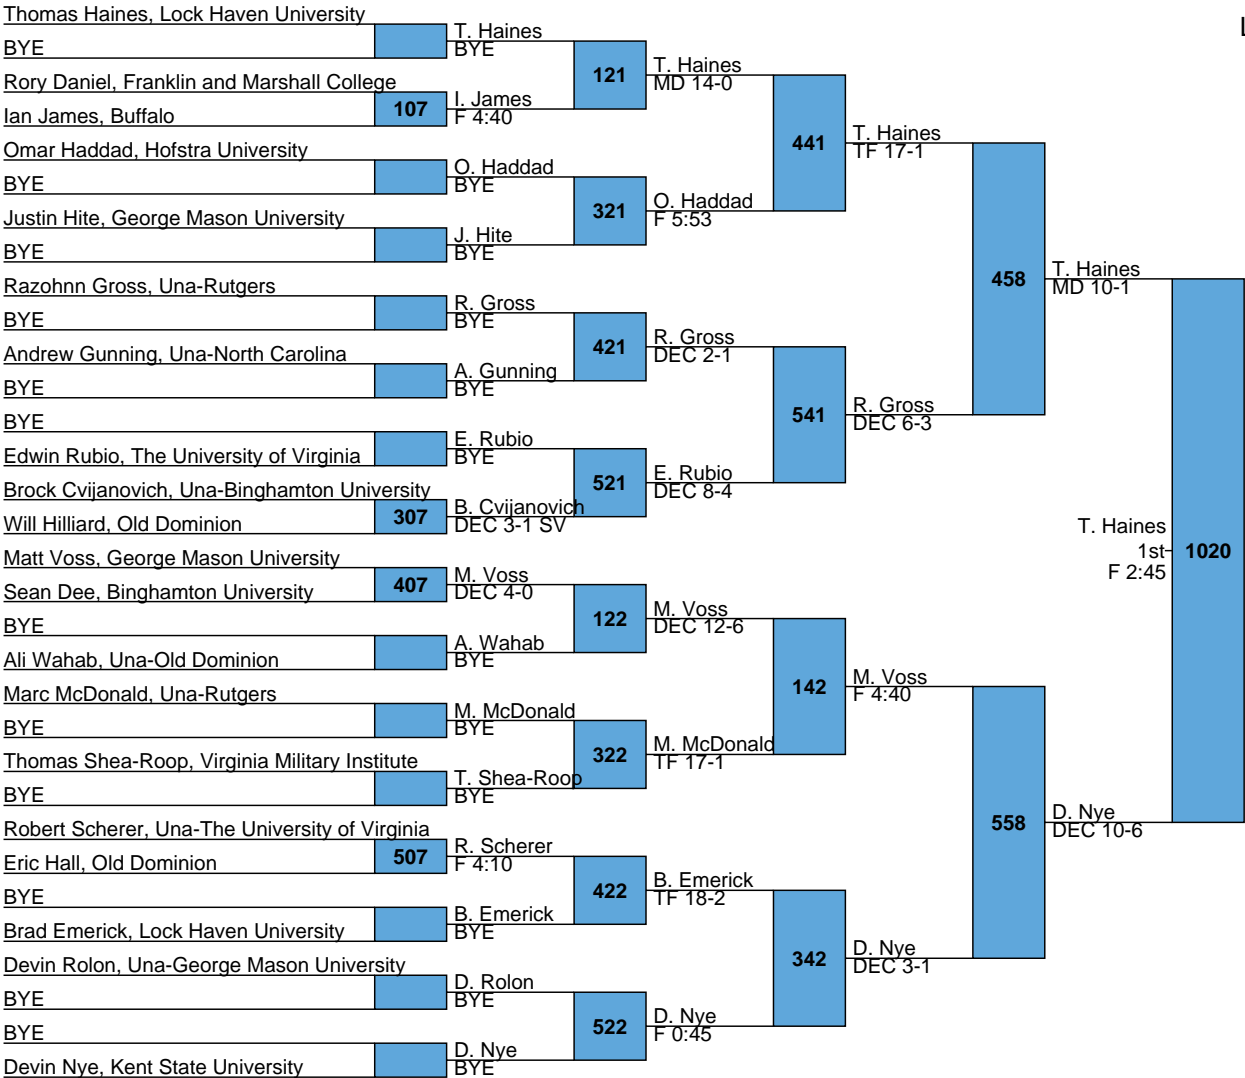 Thomas Haines, Lock Haven University
BYE
Rory Daniel, Franklin and Marshall College
Ian James, Buffalo
Omar Haddad, Hofstra University
BYE
Justin Hite, George Mason University
BYE
Razohnn Gross, Una-Rutgers
BYE
Andrew Gunning, Una-North Carolina
BYE
BYE
Edwin Rubio, The University of Virginia
Brock Cvijanovich, Una-Binghamton University
Will Hilliard, Old Dominion
Matt Voss, George Mason University
Sean Dee, Binghamton University
BYE
Ali Wahab, Una-Old Dominion
Marc McDonald, Una-Rutgers
BYE
Thomas Shea-Roop, Virginia Military Institute
BYE
Robert Scherer, Una-The University of Virginia
Eric Hall, Old Dominion
BYE
Brad Emerick, Lock Haven University
Devin Rolon, Una-George Mason University
BYE
BYE
Devin Nye, Kent State University
107
307
407
507
T. Haines
BYE
I. James
F 4:40
O. Haddad
BYE
J. Hite
BYE
R. Gross
BYE
A. Gunning
BYE
E. Rubio
BYE
B. Cvijanovich
DEC 3-1 SV
M. Voss
DEC 4-0
A. Wahab
BYE
M. McDonald
BYE
T. Shea-Roop
BYE
R. Scherer
F 4:10
B. Emerick
BYE
D. Rolon
BYE
D. Nye
BYE
121
321
421
521
122
322
422
522
T. Haines
MD 14-0
O. Haddad
F 5:53
R. Gross
DEC 2-1
E. Rubio
DEC 8-4
M. Voss
DEC 12-6
M. McDonald
TF 17-1
B. Emerick
TF 18-2
D. Nye
F 0:45
441
541
142
342
T. Haines
TF 17-1
R. Gross
DEC 6-3
M. Voss
F 4:40
D. Nye
DEC 3-1
458
558
T. Haines
MD 10-1
D. Nye
DEC 10-6
T. Haines
1st
F 2:45
1020